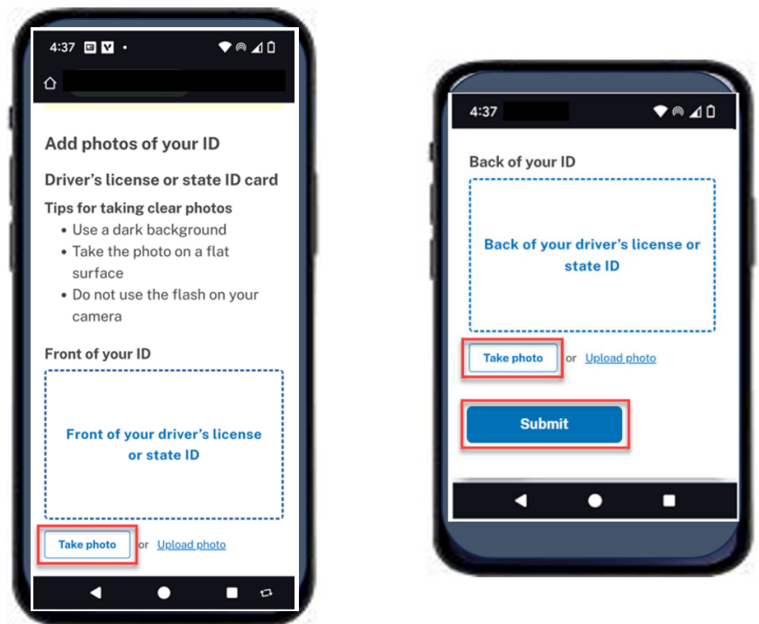 4:37
Add photos of your ID
Driver's license or state ID card
Tips for taking clear photos
• Use a dark background
• Take the photo on a flat
surface
• Do not use the flash on your
camera
Front of your ID
Front of your driver's license
or state ID
Take photo or Upload photo
4:37
Back of your ID
Back of your driver's license or
state ID
Take photo or Upload photo
Submit